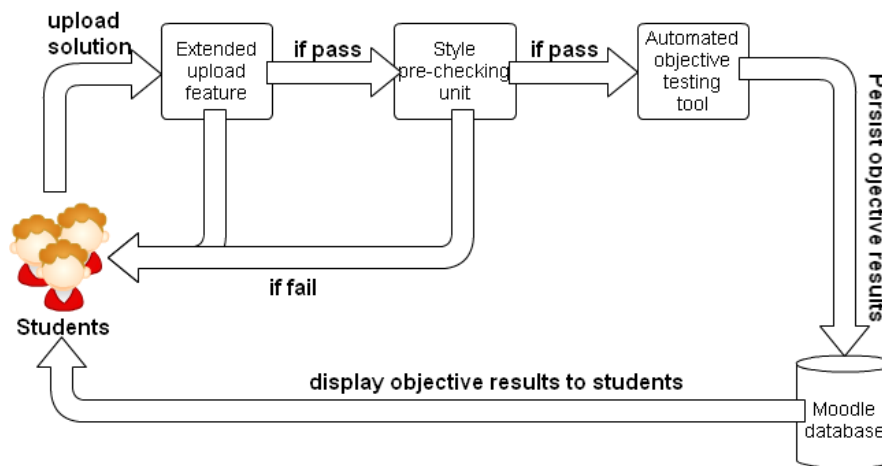 upload
solution
Extended
upload
feature
if pass
Style
pre-checking
unit
if pass
Automated
objective
testing
tool
Persist objective results
if fail
Students
display objective results to students
Moodle
database